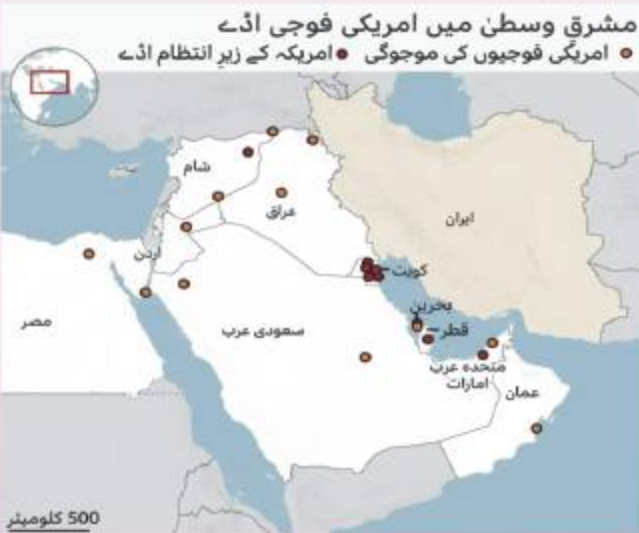 مشرقِ وسطیٰ میں امریکی فوجی اڈے
امریکی فوجیوں کی موجوگی
امریکہ کے زیرِ انتظام اڈے
شام
عراق
ایران
اردن
کویت
بحرین
قطر
مصر
سعودی عرب
متحدہ عرب
امارات
عمان
500 کلومیٹر